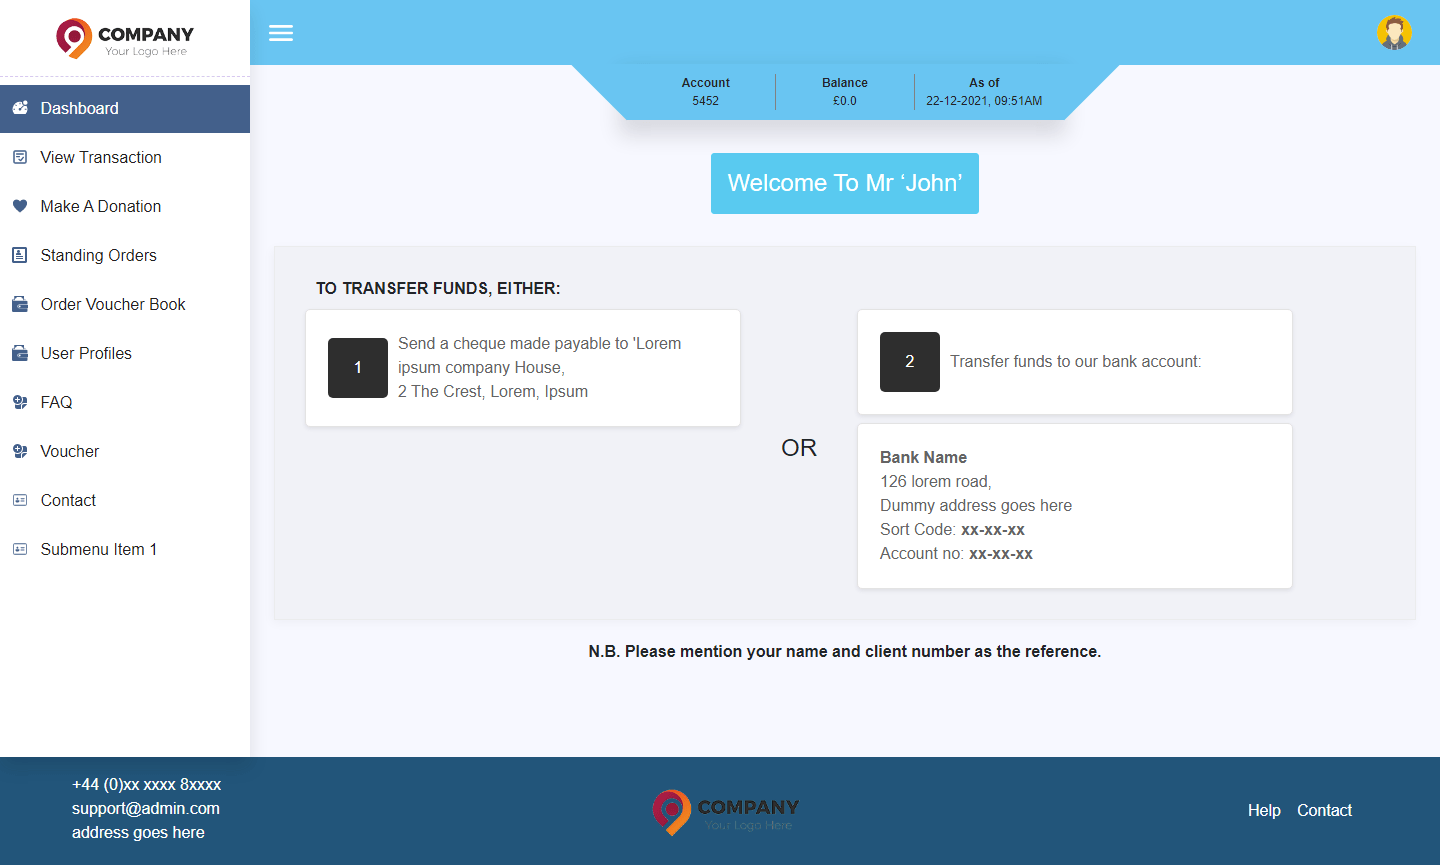 COMPANY
Your Logo Here
Account
5452
Balance
£0.0
As of
22-12-2021, 09:51AM
Dashboard
View Transaction
Make A Donation
Standing Orders
Order Voucher Book
User Profiles
FAQ
Voucher
Contact
Submenu Item 1
Welcome To Mr ‘John’
TO TRANSFER FUNDS, EITHER:
1
Send a cheque made payable to 'Lorem
ipsum company House,
2 The Crest, Lorem, Ipsum
OR
2
Transfer funds to our bank account:
Bank Name
126 lorem road,
Dummy address goes here
Sort Code: xx-xx-xx
Account no: xx-xx-xx
N.B. Please mention your name and client number as the reference.
+44 (0)xx xxxx 8xxxx
support@admin.com
address goes here
COMPANY
Your Logo Here
Help Contact